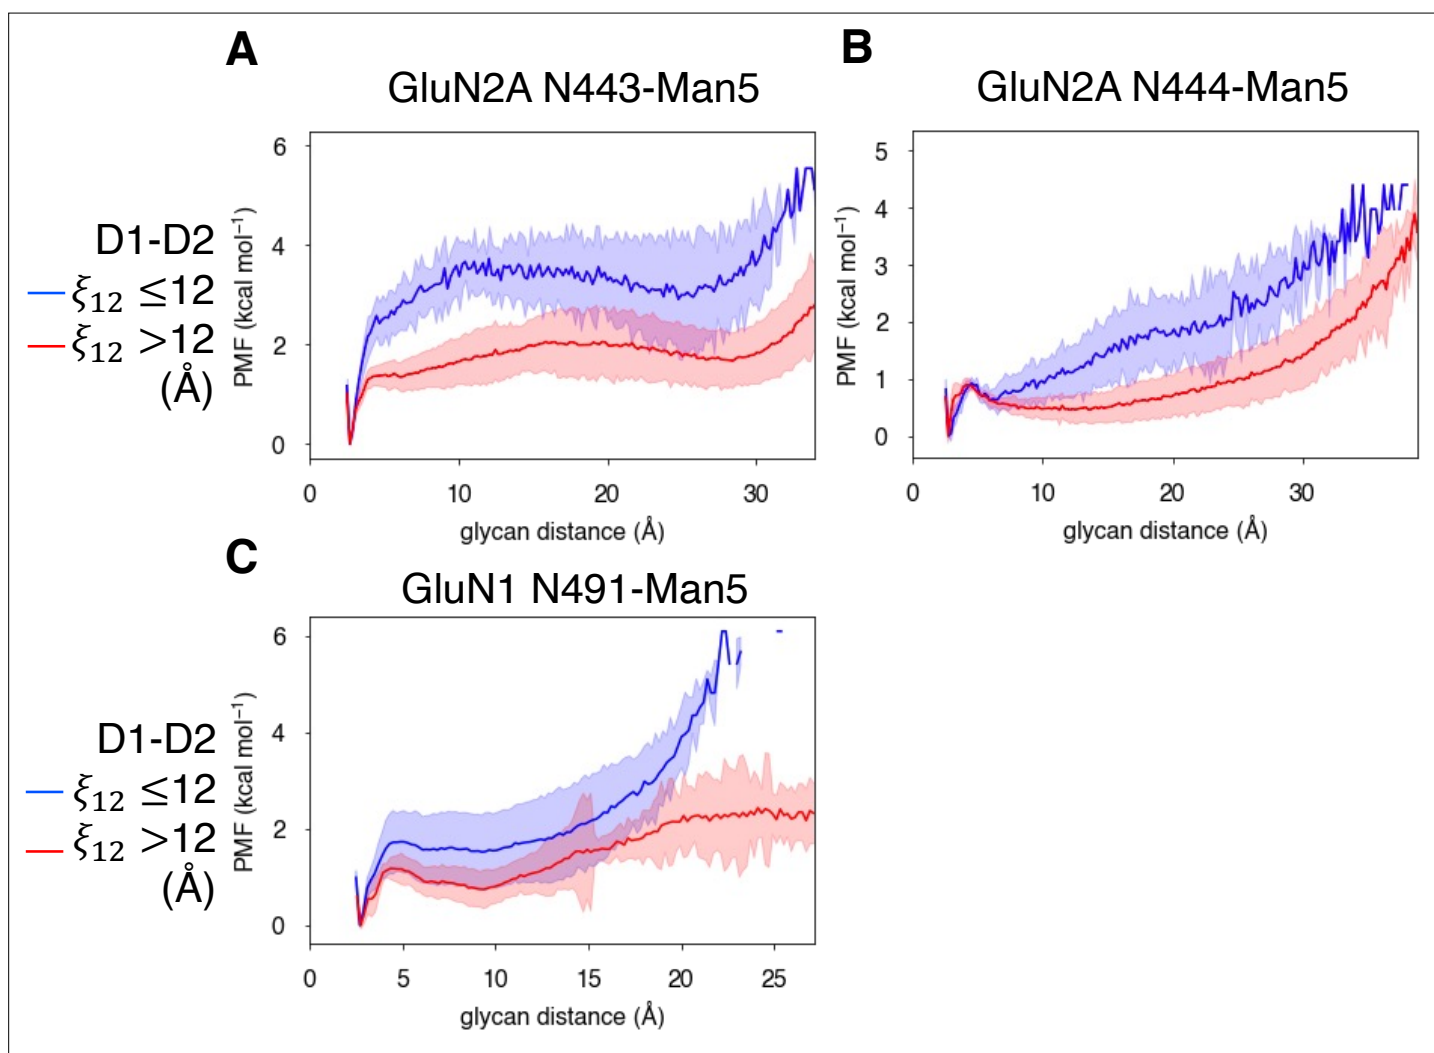 A
GluN2A N443-Man5
B
GluN2A N444-Man5
D1-D2
ξ₁₂ ≤12
ξ₁₂ >12
(Å)
PMF (kcal mol⁻¹)
6
4
2
0
0 10 20 30
glycan distance (Å)
PMF (kcal mol⁻¹)
5
4
3
2
1
0
0 10 20 30
glycan distance (Å)
C
GluN1 N491-Man5
D1-D2
ξ₁₂ ≤12
ξ₁₂ >12
(Å)
PMF (kcal mol⁻¹)
6
4
2
0
0 5 10 15 20 25
glycan distance (Å)